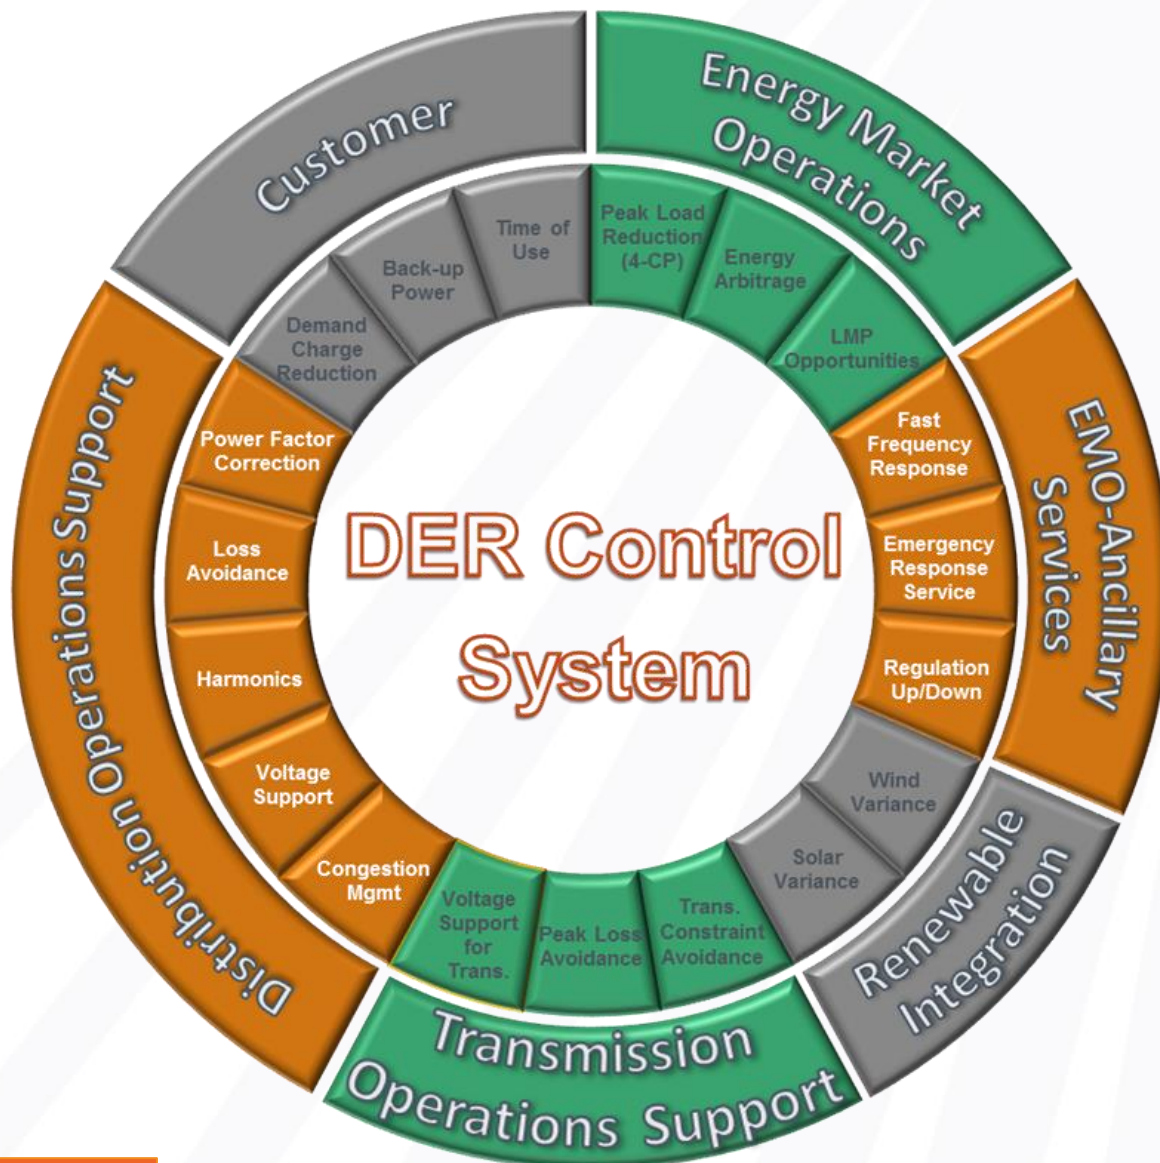 Customer
Energy Market
Operations
EMO-Ancillary
Services
Renewable
Integration
Transmission
Operations Support
Distribution Operations Support
Time of
Use
Back-up
Power
Demand
Charge
Reduction
Peak Load
Reduction
(4-CP)
Energy
Arbitrage
LMP
Opportunities
Fast
Frequency
Response
Emergency
Response
Service
Regulation
Up/Down
Wind
Variance
Solar
Variance
Trans.
Constraint
Avoidance
Peak Loss
Avoidance
Voltage
Support
for
Trans.
Congestion
Mgmt
Voltage
Support
Harmonics
Loss
Avoidance
Power Factor
Correction
DER Control
System